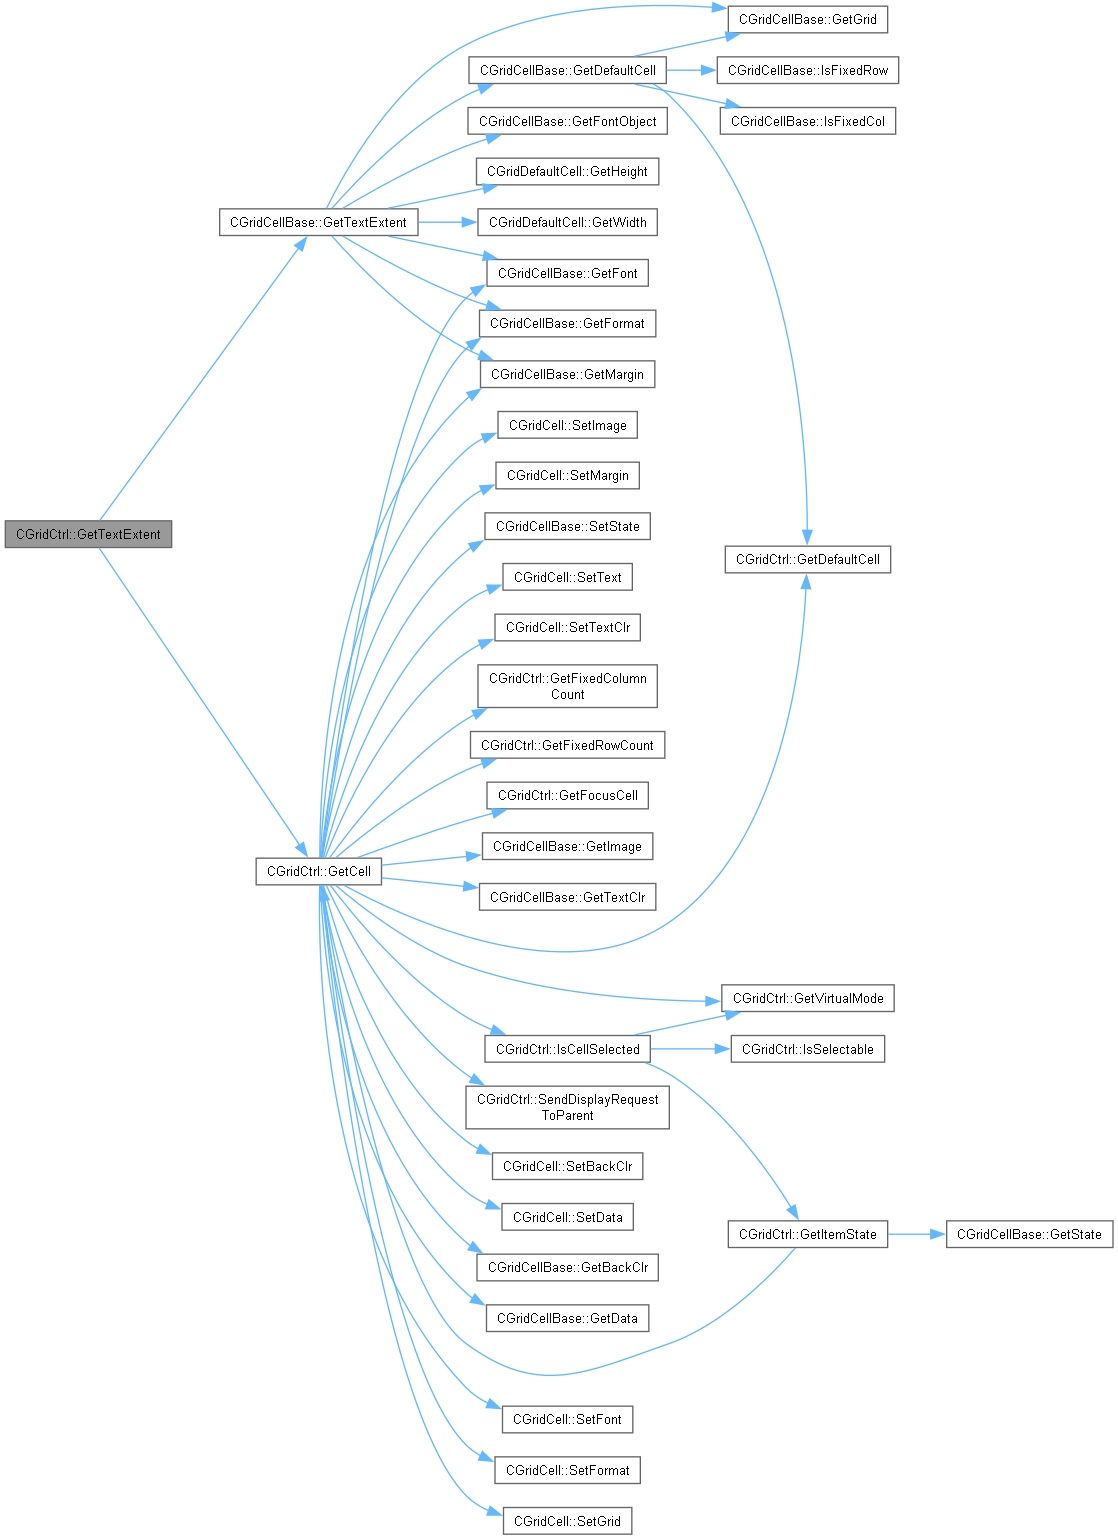 CGridCellBase::GetGrid
CGridCellBase::GetDefaultCell
CGridCellBase::IsFixedRow
CGridCellBase::GetFontObject
CGridCellBase::IsFixedCol
CGridDefaultCell::GetHeight
CGridCellBase::GetTextExtent
CGridDefaultCell::GetWidth
CGridCellBase::GetFont
CGridCellBase::GetFormat
CGridCellBase::GetMargin
CGridCell::SetImage
CGridCell::SetMargin
CGridCellBase::SetState
CGridCtrl::GetTextExtent
CGridCtrl::GetDefaultCell
CGridCell::SetText
CGridCell::SetTextClr
CGridCtrl::GetFixedColumn
Count
CGridCtrl::GetFixedRowCount
CGridCtrl::GetFocusCell
CGridCellBase::GetImage
CGridCtrl::GetCell
CGridCellBase::GetTextClr
CGridCtrl::GetVirtualMode
CGridCtrl::IsCellSelected
CGridCtrl::IsSelectable
CGridCtrl::SendDisplayRequest
ToParent
CGridCell::SetBackClr
CGridCell::SetData
CGridCtrl::GetItemState
CGridCellBase::GetState
CGridCellBase::GetBackClr
CGridCellBase::GetData
CGridCell::SetFont
CGridCell::SetFormat
CGridCell::SetGrid